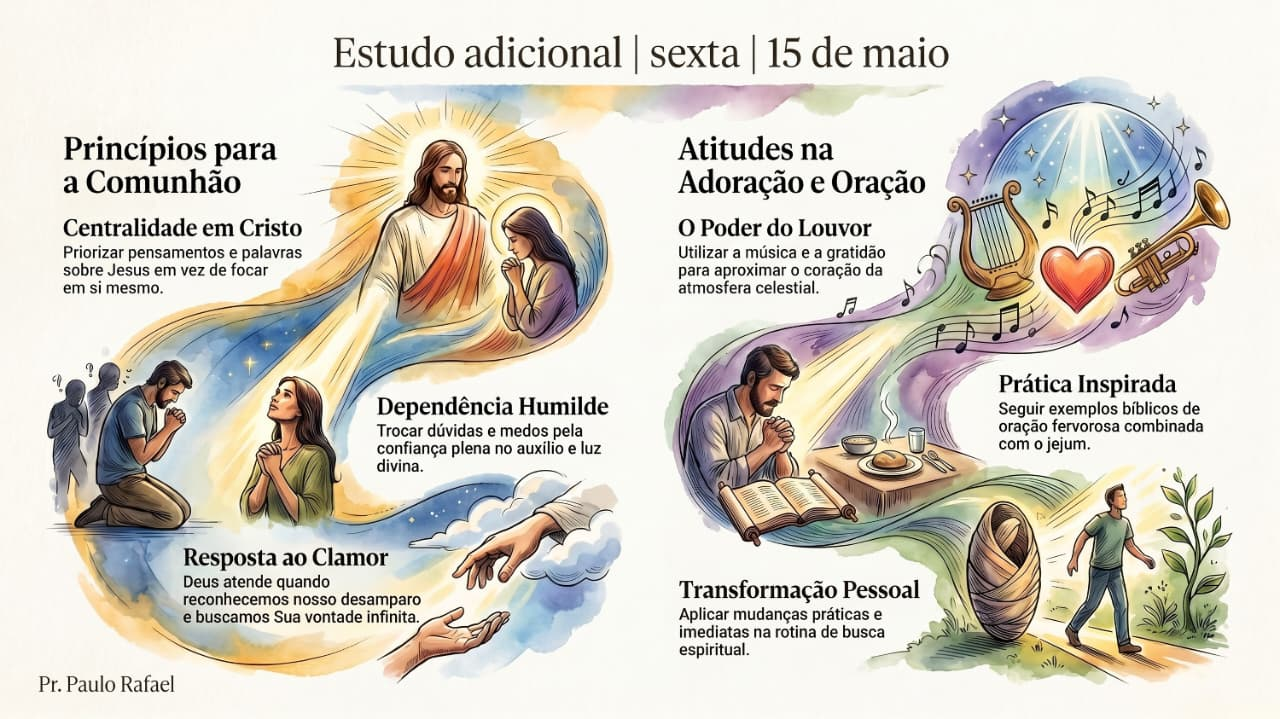 Estudo adicional | sexta | 15 de maio
Princípios para
a Comunhão
Centralidade em Cristo
Priorizar pensamentos e palavras
sobre Jesus em vez de focar
em si mesmo.
Dependência Humilde
Trocar dúvidas e medos pela
confiança plena no auxílio e luz
divina.
Resposta ao Clamor
Deus atende quando
reconhecemos nosso desamparo
e buscamos Sua vontade infinita.
Atitudes na
Adoração e Oração
O Poder do Louvor
Utilizar a música e a gratidão
para aproximar o coração da
atmosfera celestial.
Prática Inspirada
Seguir exemplos bíblicos de
oração fervorosa combinada
com o jejum.
Transformação Pessoal
Aplicar mudanças práticas e
imediatas na rotina de busca
espiritual.
Pr. Paulo Rafael